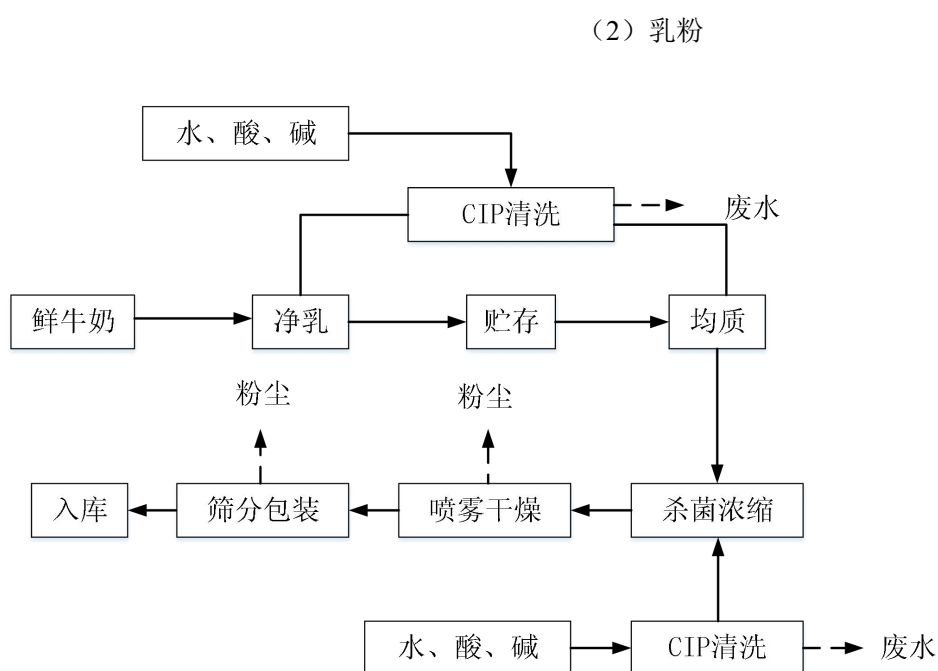 （2）乳粉
水、酸、碱
CIP清洗
废水
鲜牛奶
净乳
贮存
均质
粉尘
粉尘
入库
筛分包装
喷雾干燥
杀菌浓缩
水、酸、碱
CIP清洗
废水